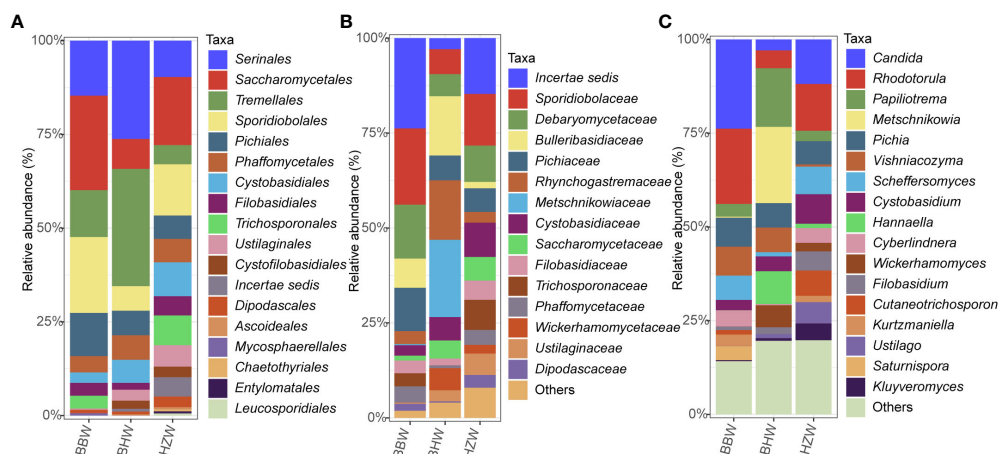 A
100%
75%
50%
25%
0%
Relative abundance (%)
BBW
BHW
HZW
Taxa
Serinales
Saccharomycetales
Tremellales
Sporidiobolales
Pichiales
Phaffomycetales
Cystobasidiales
Filobasidiales
Trichosporonales
Ustilaginales
Cystofilobasidiales
Incertae sedis
Dipodascales
Ascoideales
Mycosphaerellales
Chaetothyriales
Entylomatales
Leucosporidiales
B
100%
75%
50%
25%
0%
Relative abundance (%)
BBW
BHW
HZW
Taxa
Incertae sedis
Sporidiobolaceae
Debaryomycetaceae
Bulleribasidiaceae
Pichiaceae
Rhynchogastremaceae
Metschnikowiaceae
Cystobasidiaceae
Saccharomycetaceae
Filobasidiaceae
Trichosporonaceae
Phaffomycetaceae
Wickerhamomycetaceae
Ustilaginaceae
Dipodascaceae
Others
C
100%
75%
50%
25%
0%
Relative abundance (%)
BBW
BHW
HZW
Taxa
Candida
Rhodotorula
Papiliotrema
Metschnikowia
Pichia
Vishniacozyma
Scheffersomyces
Cystobasidium
Hannaella
Cyberlindnera
Wickerhamomyces
Filobasidium
Cutaneotrichosporon
Kurtzmaniella
Ustilago
Saturnispora
Kluyveromyces
Others